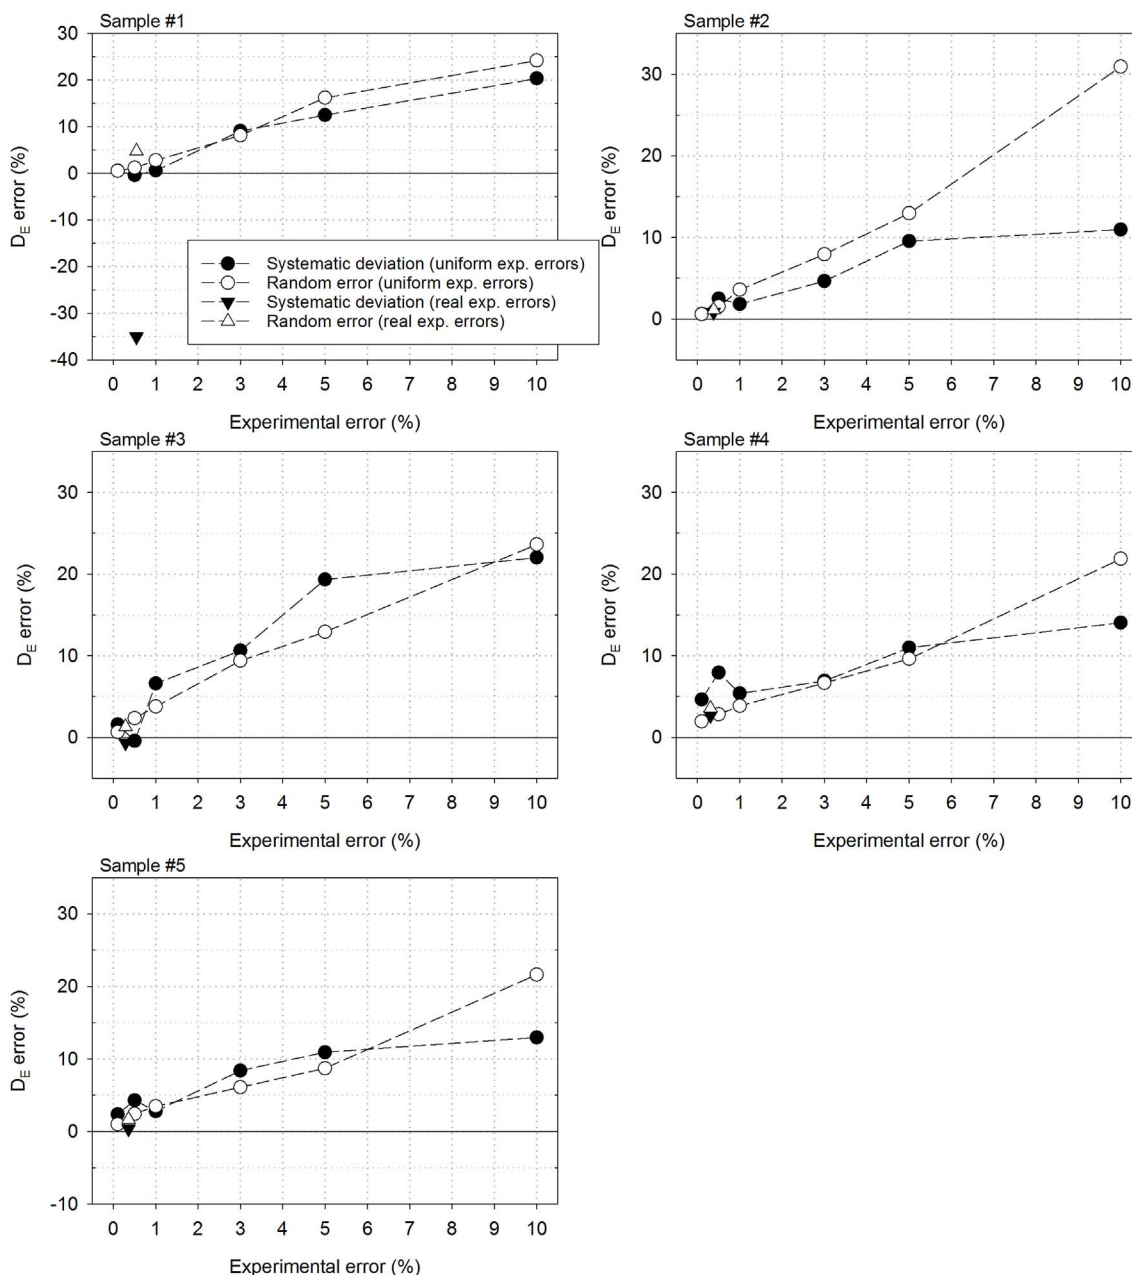 Sample #1
30
20
10
0
-10
-20
-30
-40
D_E error (%)
Systematic deviation (uniform exp. errors)
Random error (uniform exp. errors)
Systematic deviation (real exp. errors)
Random error (real exp. errors)
0 1 2 3 4 5 6 7 8 9 10
Experimental error (%)
Sample #2
30
20
10
0
D_E error (%)
0 1 2 3 4 5 6 7 8 9 10
Experimental error (%)
Sample #3
30
20
10
0
D_E error (%)
0 1 2 3 4 5 6 7 8 9 10
Experimental error (%)
Sample #4
30
20
10
0
D_E error (%)
0 1 2 3 4 5 6 7 8 9 10
Experimental error (%)
Sample #5
30
20
10
0
-10
D_E error (%)
0 1 2 3 4 5 6 7 8 9 10
Experimental error (%)